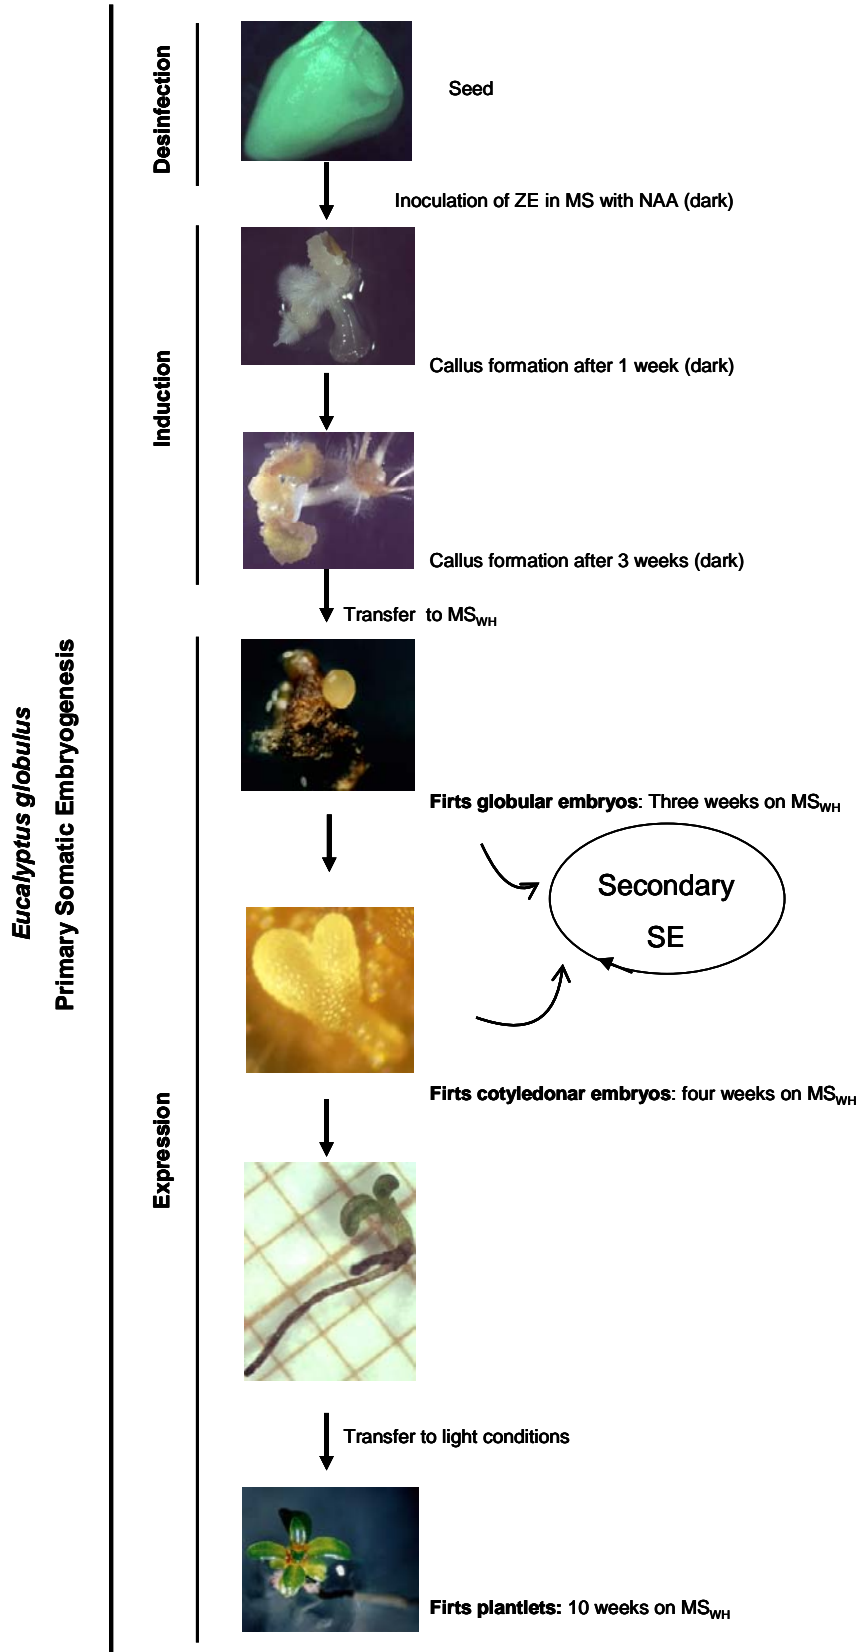 Eucalyptus globulus
Primary Somatic Embryogenesis
Desinfection
Seed
Inoculation of ZE in MS with NAA (dark)
Induction
Callus formation after 1 week (dark)
Callus formation after 3 weeks (dark)
Transfer to MSWH
Expression
Firts globular embryos: Three weeks on MSWH
Secondary
SE
Firts cotyledonar embryos: four weeks on MSWH
Transfer to light conditions
Firts plantlets: 10 weeks on MSWH